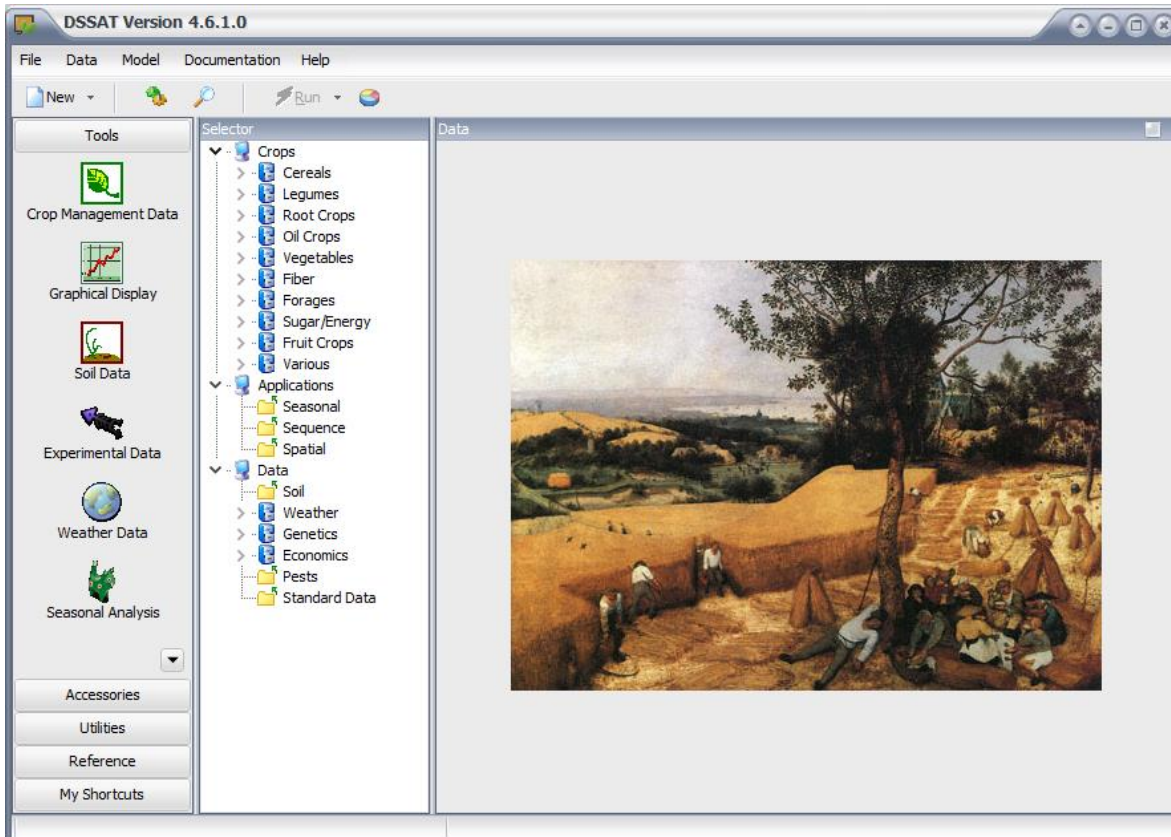 DSSAT Version 4.6.1.0
File Data Model Documentation Help
New Run
Tools
Crop Management Data
Graphical Display
Soil Data
Experimental Data
Weather Data
Seasonal Analysis
Accessories
Utilities
Reference
My Shortcuts
Selector
Crops
Cereals
Legumes
Root Crops
Oil Crops
Vegetables
Fiber
Forages
Sugar/Energy
Fruit Crops
Various
Applications
Seasonal
Sequence
Spatial
Data
Soil
Weather
Genetics
Economics
Pests
Standard Data
Data